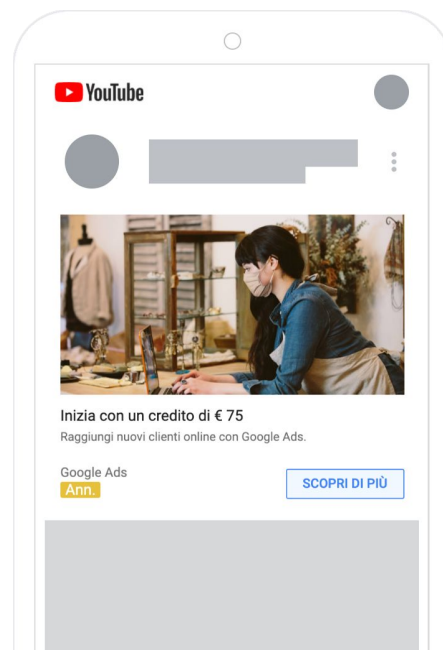 YouTube
Inizia con un credito di € 75
Raggiungi nuovi clienti online con Google Ads.
Google Ads
Ann.
SCOPRI DI PIÙ